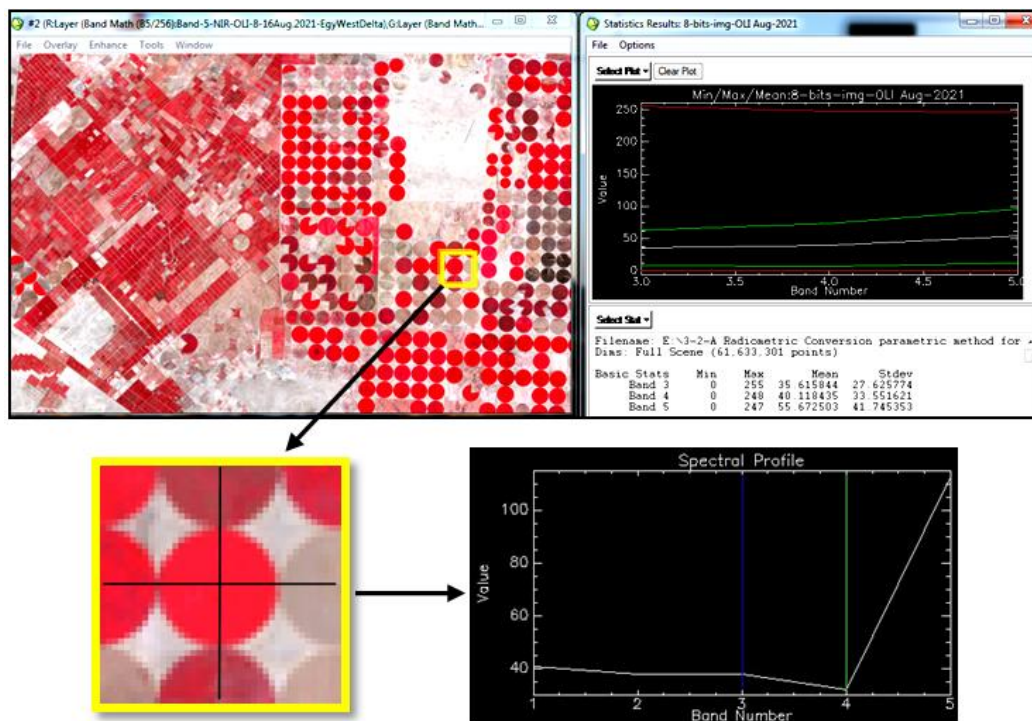 #2 (R:Layer (Band Math (B5/256):Band-5-NIR-OLI-8-16Aug.2021-EgyWestDelta),G:Layer (Band Math...
File Overlay Enhance Tools Window
Statistics Results: 8-bits-img-OLI Aug-2021
File Options
Select Plot Clear Plot
Min/Max/Mean:8-bits-img-OLI Aug-2021
250
200
150
100
50
0
Value
3.0 3.5 4.0 4.5 5.0
Band Number
Select Stat
Filename: E:\3-2-A Radiometric Conversion parametric method for
Dims: Full Scene (61,633,301 points)
Basic Stats Min Max Mean Stdev
Band 3 0 255 35.615844 27.625774
Band 4 0 248 40.118435 33.551621
Band 5 0 247 55.672503 41.745353
Spectral Profile
100
80
60
40
Value
1 2 3 4 5
Band Number